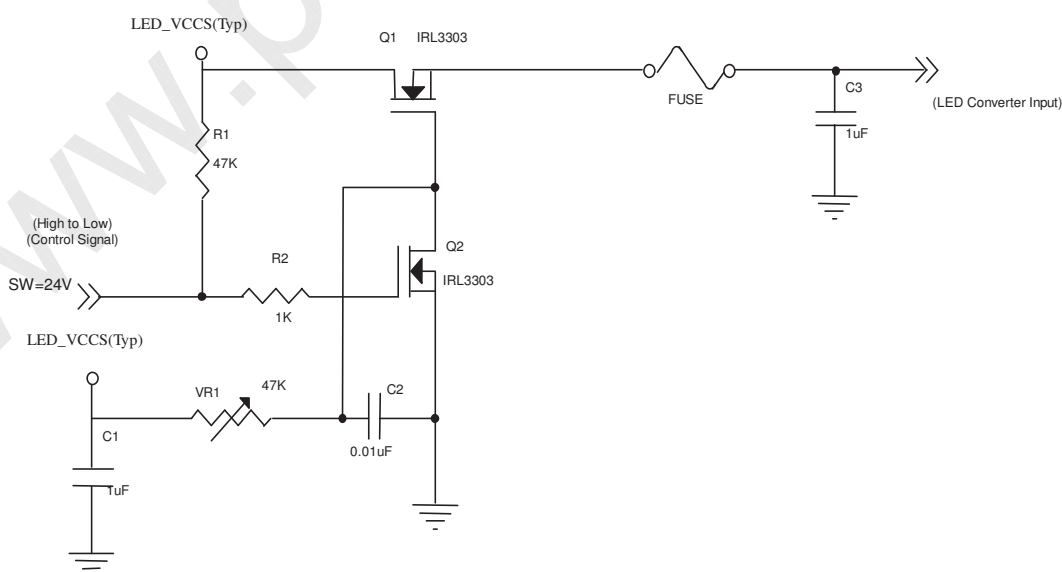 LED_VCCS(Typ)
Q1 IRL3303
FUSE
C3
1uF
(LED Converter Input)
R1
47K
(High to Low)
(Control Signal)
SW=24V
R2
1K
Q2
IRL3303
LED_VCCS(Typ)
VR1 47K
C2
0.01uF
C1
1uF
www.p